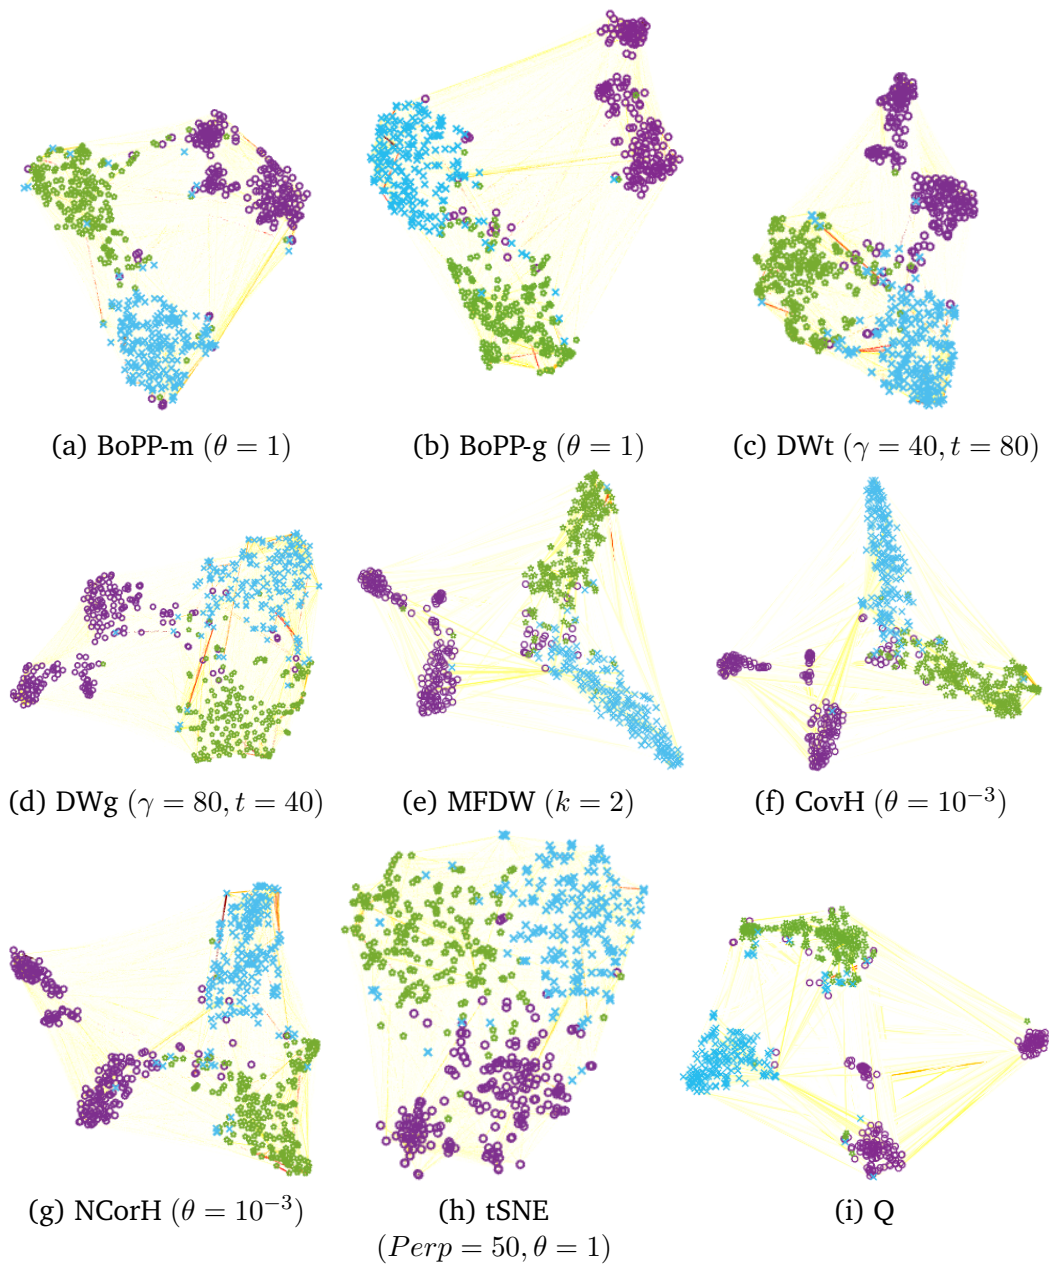 (a) BoPP-m (θ = 1)
(b) BoPP-g (θ = 1)
(c) DWt (γ = 40, t = 80)
(d) DWg (γ = 80, t = 40)
(e) MFDW (k = 2)
(f) CovH (θ = 10⁻³)
(g) NCorH (θ = 10⁻³)
(h) tSNE
(Perp = 50, θ = 1)
(i) Q